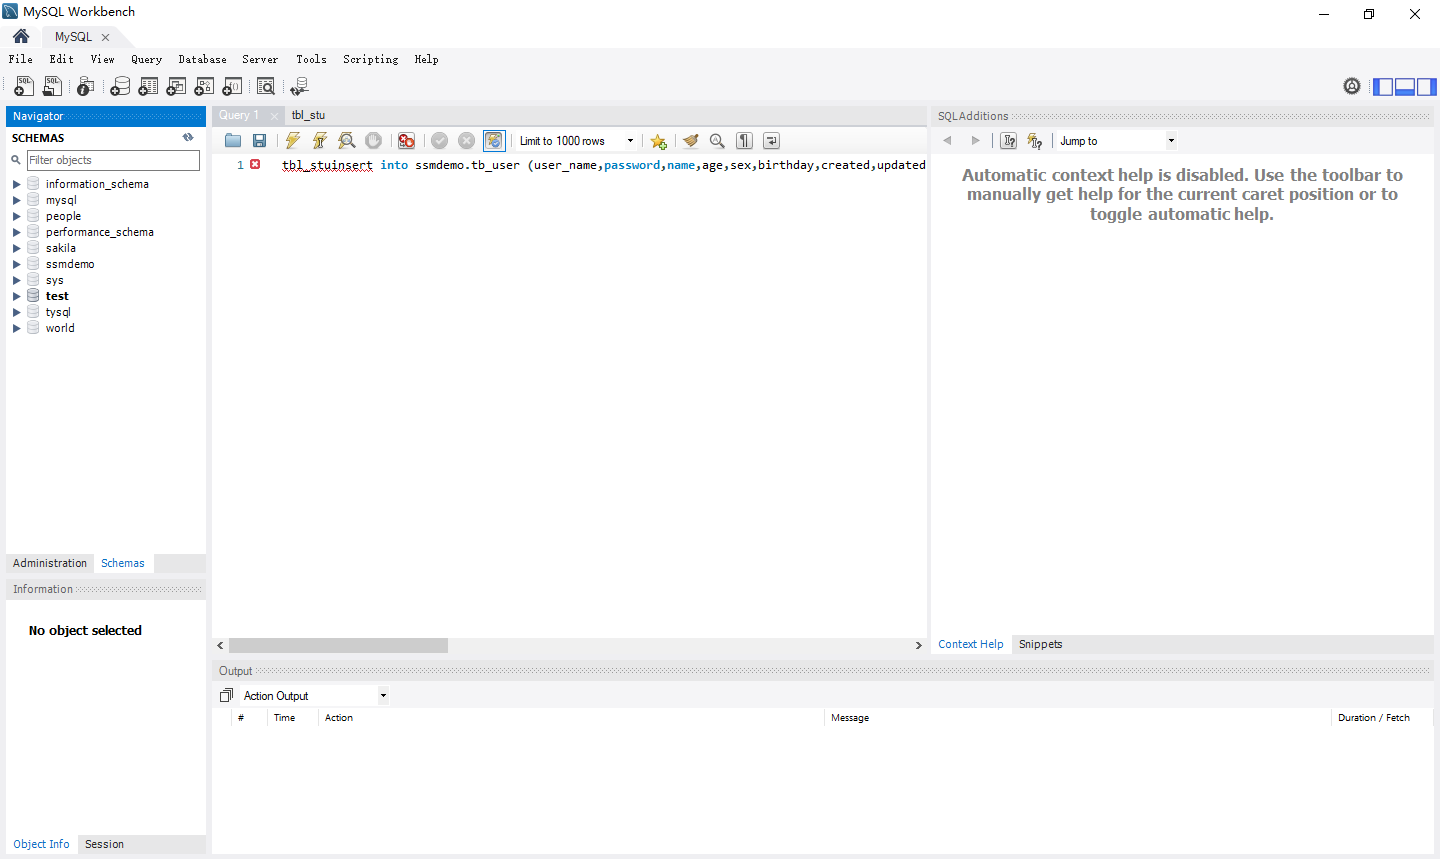 MySQL Workbench
MySQL
File Edit View Query Database Server Tools Scripting Help
Navigator
SCHEMAS
Filter objects
information_schema
mysql
people
performance_schema
sakila
ssmdemo
sys
test
tysql
world
Administration Schemas
Information
No object selected
Object Info Session
Query 1 tbl_stu
Limit to 1000 rows
1 tbl_stuinsert into ssmdemo.tb_user (user_name,password,name,age,sex,birthday,created,updated
SQLAdditions
Jump to
Automatic context help is disabled. Use the toolbar to
manually get help for the current caret position or to
toggle automatic help.
Context Help Snippets
Output
Action Output
# Time Action Message Duration / Fetch